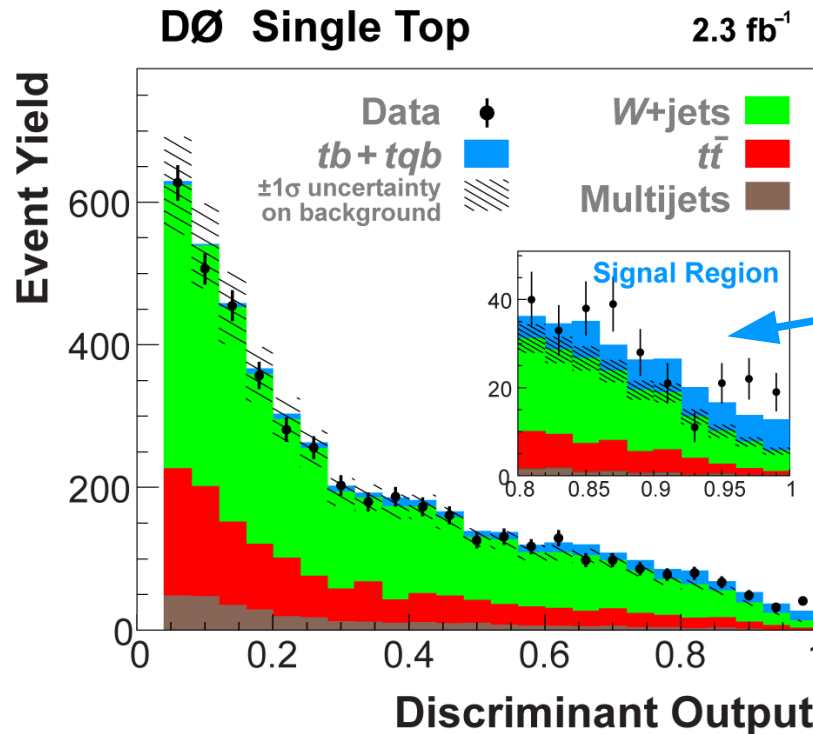 DØ Single Top 2.3 fb⁻¹
Event Yield
Data
tb + tqb
±1σ uncertainty
on background
W+jets
tt̄
Multijets
600
400
200
0
Signal Region
40
20
0
0.8 0.85 0.9 0.95 1
0 0.2 0.4 0.6 0.8 1
Discriminant Output